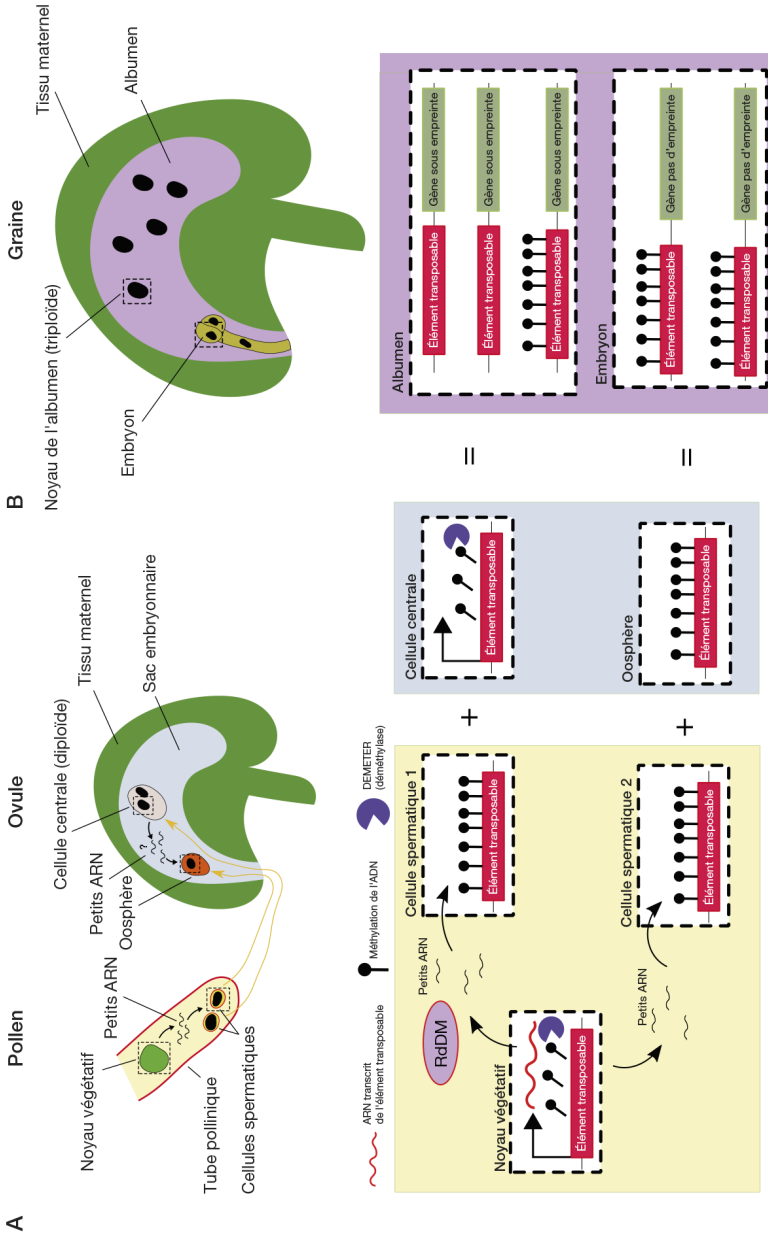 A
Pollen
Ovule
Noyau végétatif
Petits ARN
Tube pollinique
Cellules spermatiques
Cellule centrale (diploïde)
Tissu maternel
Sac embryonnaire
?
Petits ARN
Oosphère
ARN transcrit
de l'élément transposable
Méthylation de l'ADN
DEMETER
(déméthylase)
RdDM
Noyau végétatif
Élément transposable
Petits ARN
Cellule spermatique 1
Élément transposable
Petits ARN
Cellule spermatique 2
Élément transposable
+
+
Cellule centrale
Élément transposable
Oosphère
Élément transposable
=
=
B
Graine
Noyau de l'albumen (triploïde)
Tissu maternel
Albumen
Embryon
Albumen
Élément transposable
Gène sous empreinte
Élément transposable
Gène sous empreinte
Élément transposable
Gène sous empreinte
Embryon
Élément transposable
Gène pas d'empreinte
Élément transposable
Gène pas d'empreinte